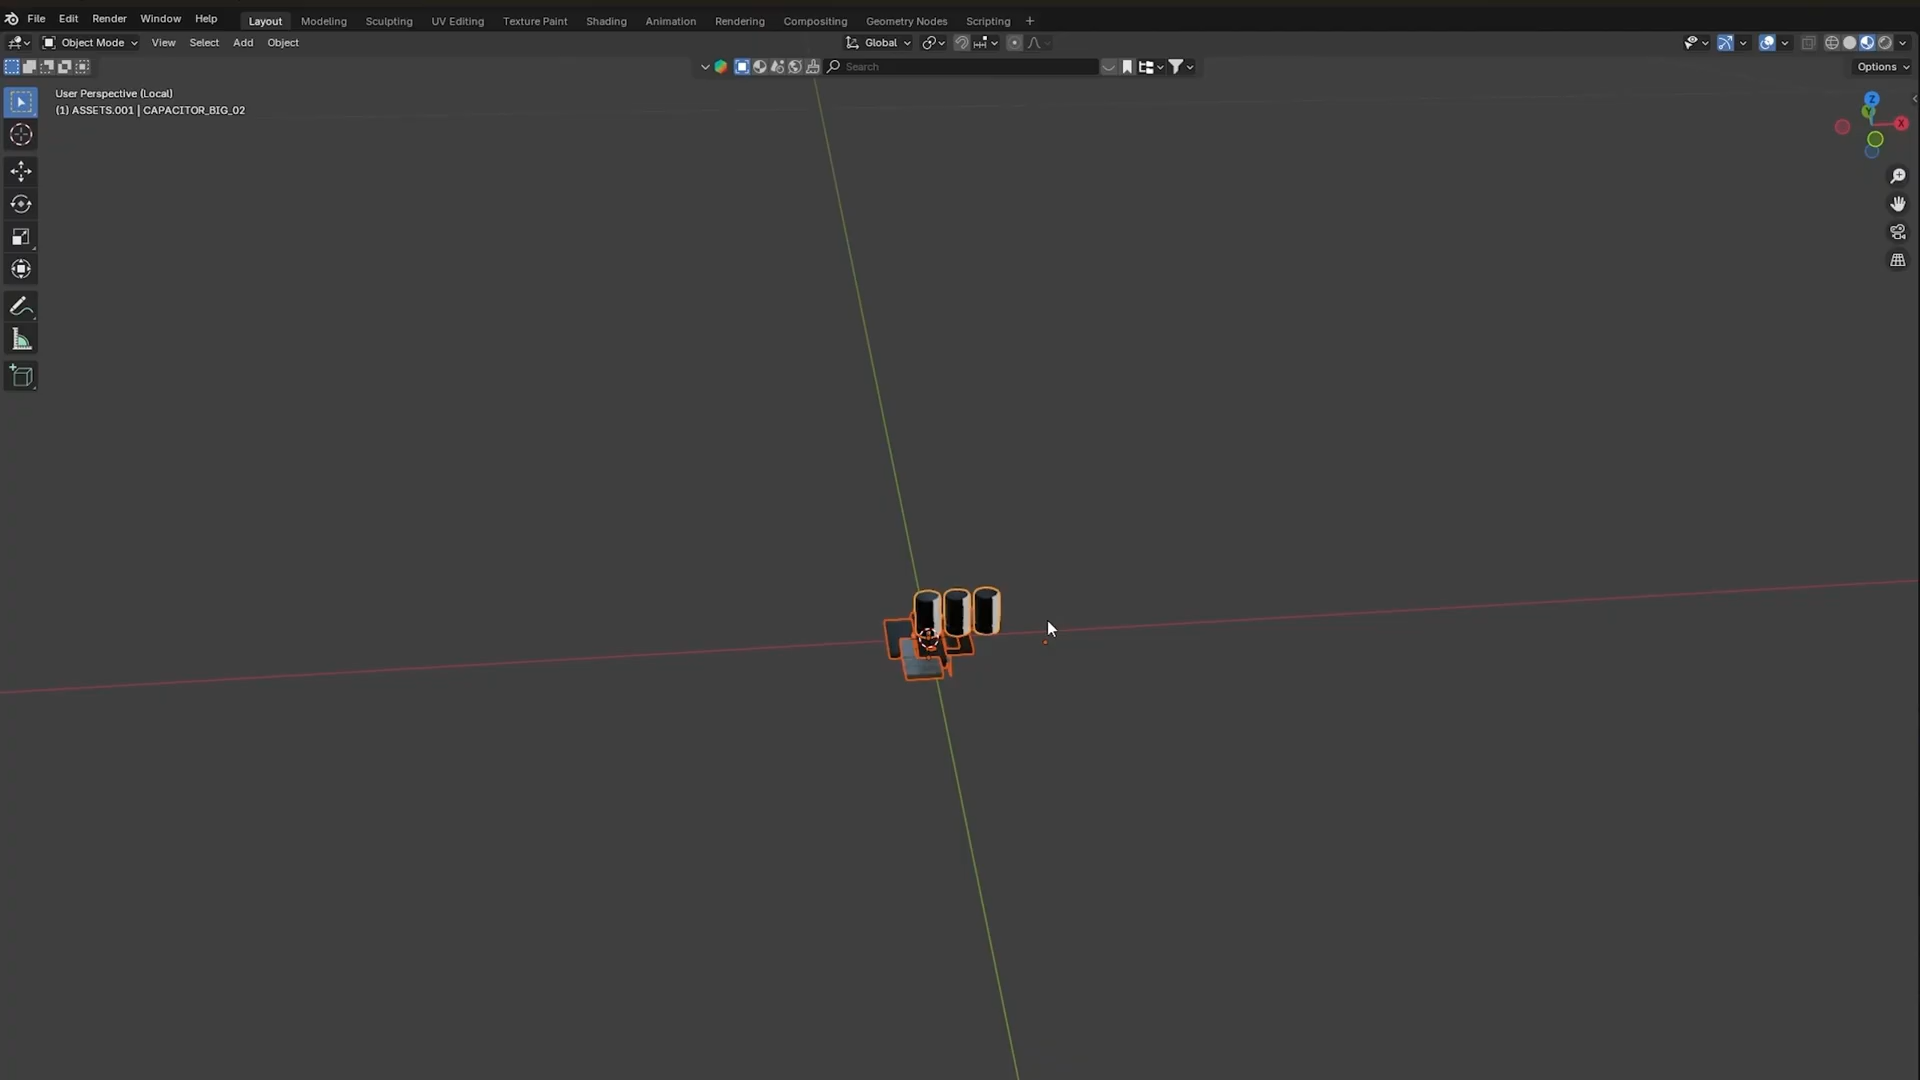 File Edit Render Window Help Layout Modeling Sculpting UV Editing Texture Paint Shading Animation Rendering Compositing Geometry Nodes Scripting +
Object Mode View Select Add Object Global
Search Options
User Perspective (Local)
(1) ASSETS.001 | CAPACITOR_BIG_02
Z
Y
X